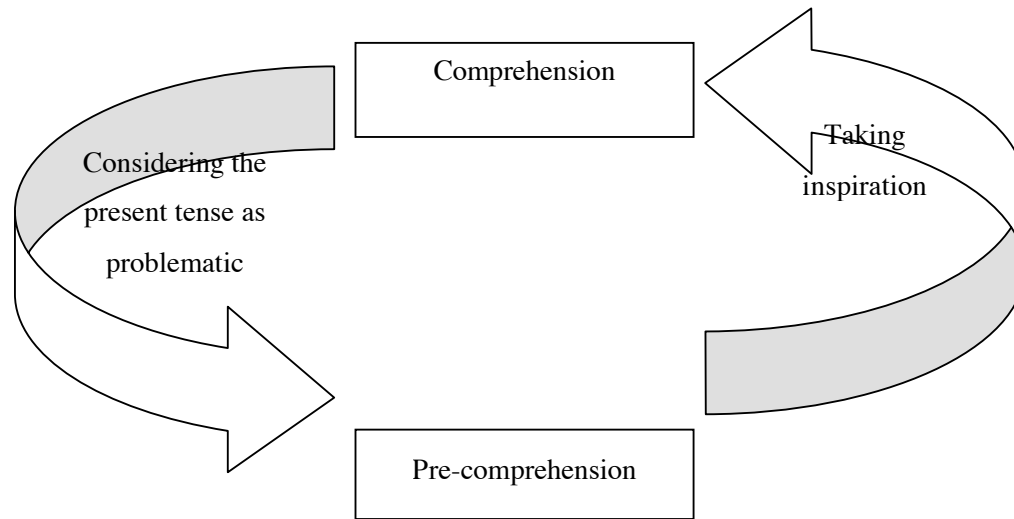 Comprehension
Considering the
present tense as
problematic
Taking
inspiration
Pre-comprehension